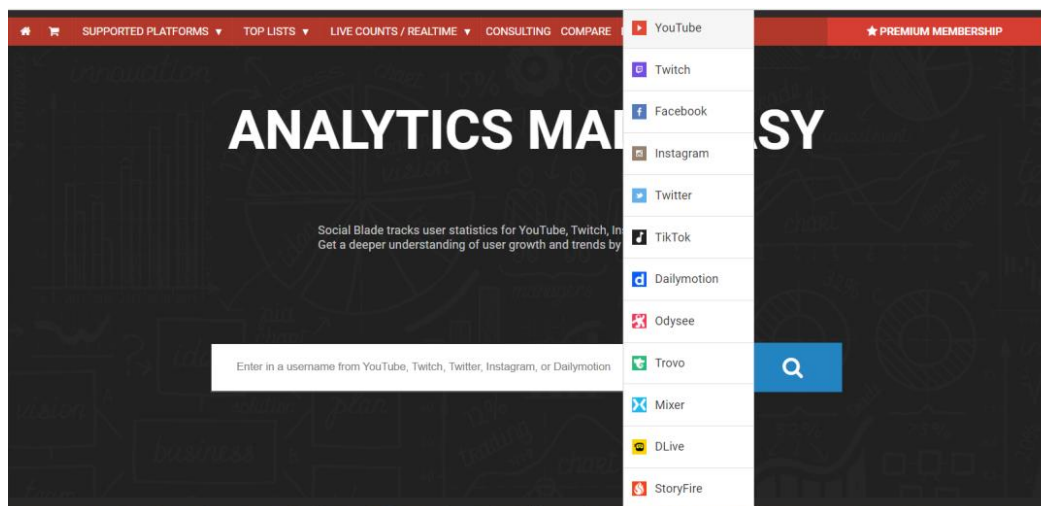 SUPPORTED PLATFORMS ▼ TOP LISTS ▼ LIVE COUNTS / REALTIME ▼ CONSULTING COMPARE
★ PREMIUM MEMBERSHIP
ANALYTICS MA
SY
Social Blade tracks user statistics for YouTube, Twitch, In
Get a deeper understanding of user growth and trends by
Enter in a username from YouTube, Twitch, Twitter, Instagram, or Dailymotion
YouTube
Twitch
Facebook
Instagram
Twitter
TikTok
Dailymotion
Odysee
Trovo
Mixer
DLive
StoryFire